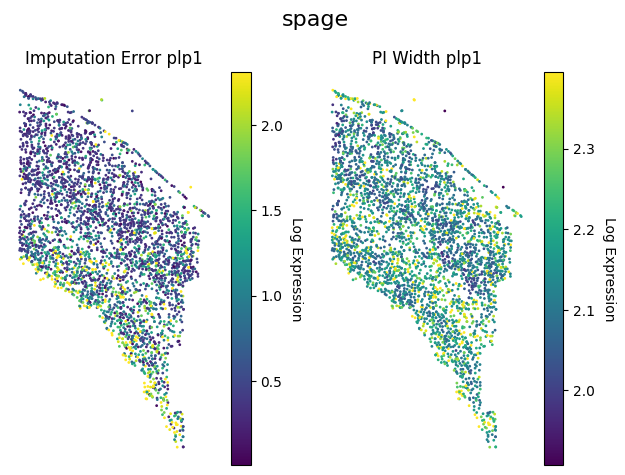 spage
Imputation Error plp1
PI Width plp1
2.0
1.5
1.0
0.5
Log Expression
2.3
2.2
2.1
2.0
Log Expression